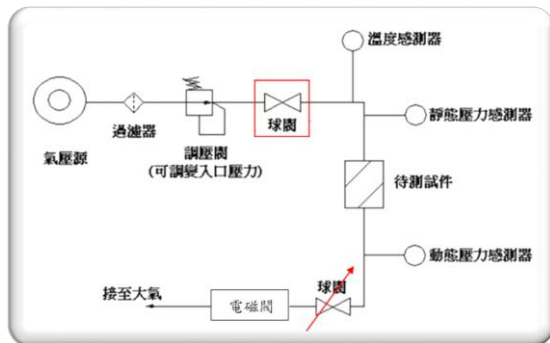 溫度感測器
靜態壓力感測器
氣壓源
過濾器
調壓閥
(可調變入口壓力)
球閥
待測試件
動態壓力感測器
球閥
電磁閥
接至大氣